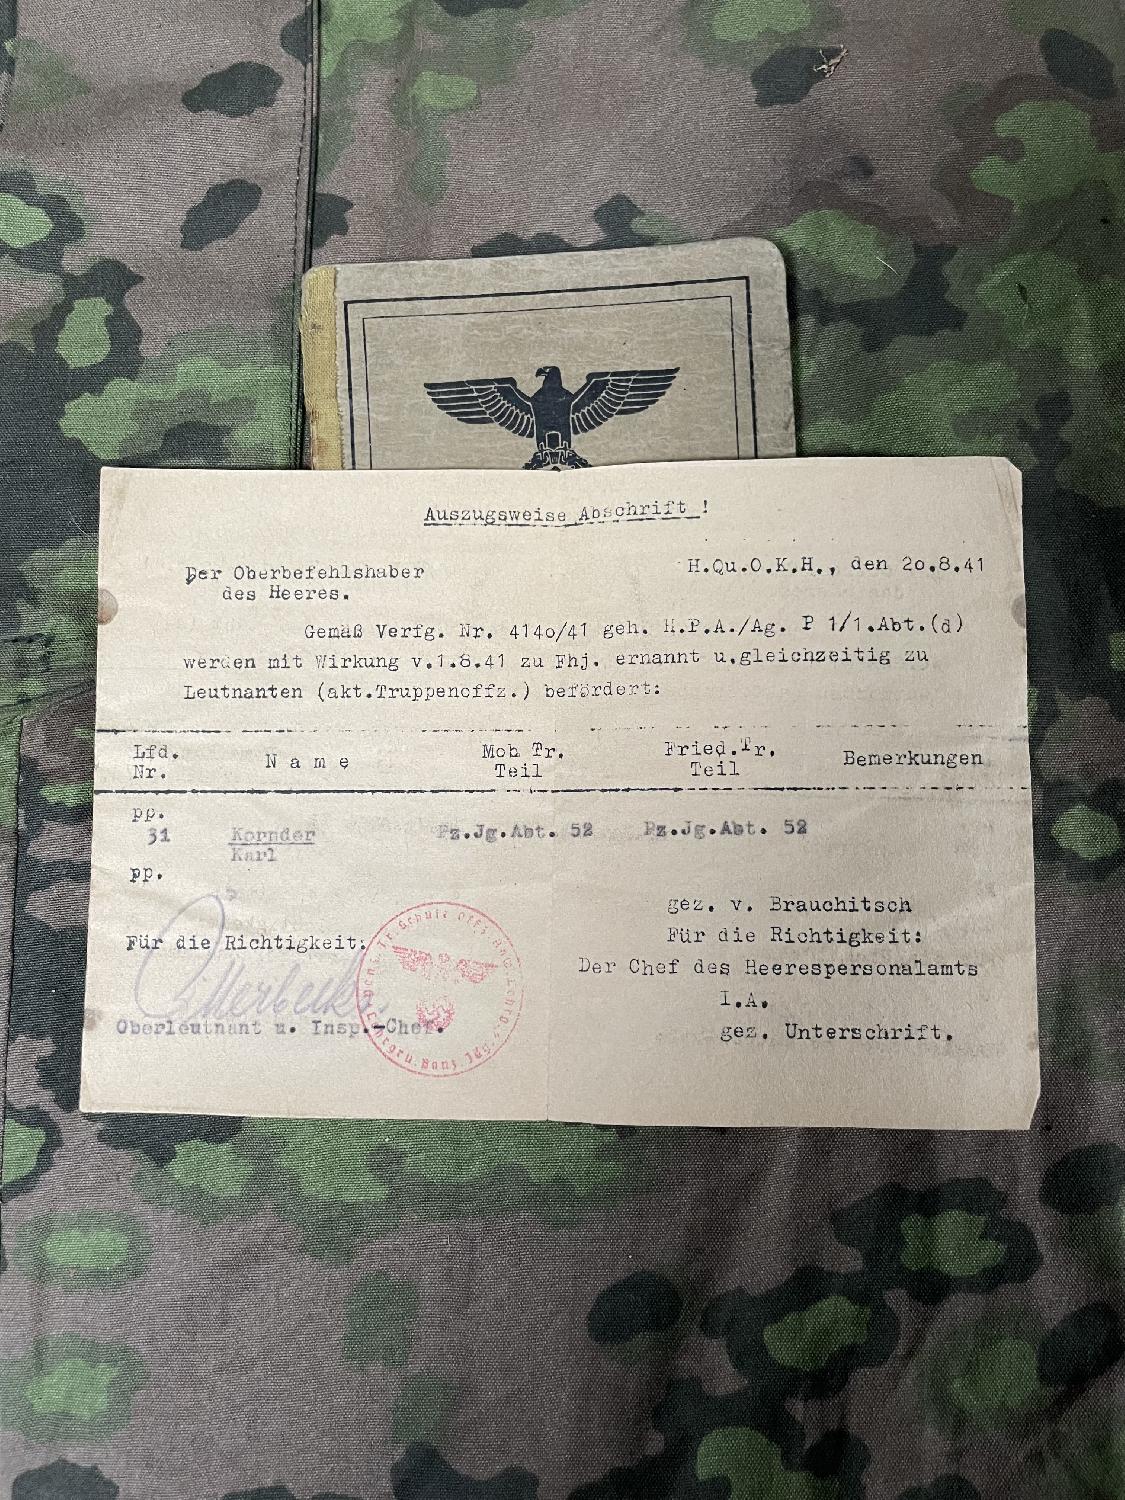 Auszugsweise Abschrift !
Der Oberbefehlshaber
des Heeres.
H.Qu.O.K.H., den 2o.8.41
Gemäß Verfg. Nr. 414o/41 geh. H.P.A./Ag. P 1/1.Abt.(d)
werden mit Wirkung v.1.8.41 zu Fhj. ernannt u.gleichzeitig zu
Leutnanten (akt.Truppenoffz.) befördert:
Lfd. Nr.
N a m e
Mob Tr. Teil
Fried.Tr. Teil
Bemerkungen
pp.
31 Kornder Pz.Jg.Abt. 52 Pz.Jg.Abt. 52
Karl
pp.
gez. v. Brauchitsch
Für die Richtigkeit:
Der Chef des Heerespersonalamts
I.A.
gez. Unterschrift.
Für die Richtigkeit:
Oberleutnant u. Insp.-Chef.